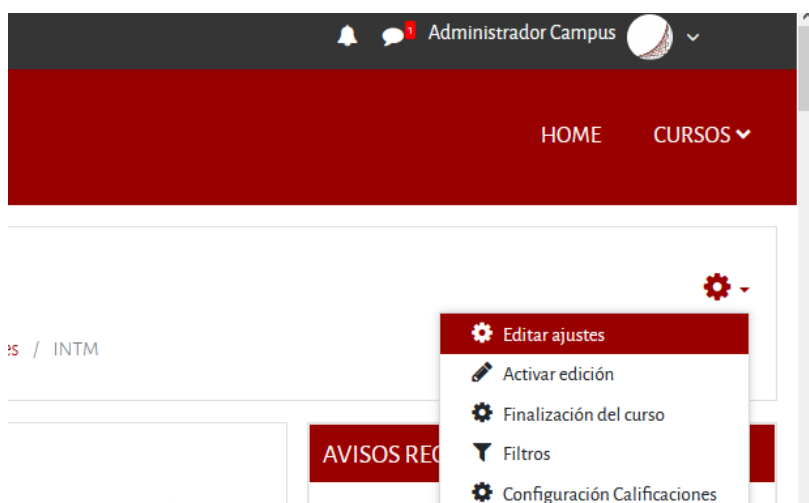 1 Administrador Campus
HOME CURSOS
es / INTM
Editar ajustes
Activar edición
Finalización del curso
AVISOS REC
Filtros
Configuración Calificaciones